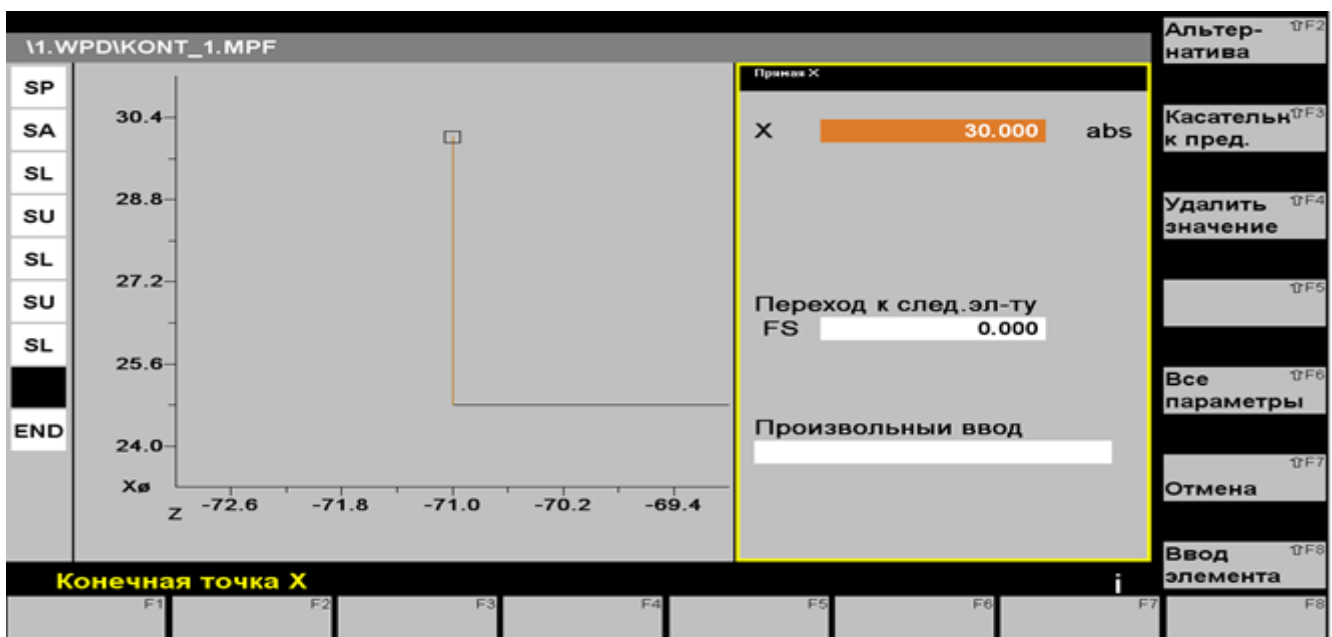 \1.WPD\KONT_1.MPF
SP
SA
SL
SU
SL
SU
SL
END
30.4
28.8
27.2
25.6
24.0
Xø
Z
-72.6
-71.8
-71.0
-70.2
-69.4
Прямая X
X 30.000 abs
Переход к след.эл-ту
FS 0.000
Произвольныи ввод
Альтер- ⇧F2
натива
Касательн ⇧F3
к пред.
Удалить ⇧F4
значение
⇧F5
Все ⇧F6
параметры
⇧F7
Отмена
Ввод ⇧F8
элемента
Конечная точка X
i
F1 F2 F3 F4 F5 F6 F7 F8